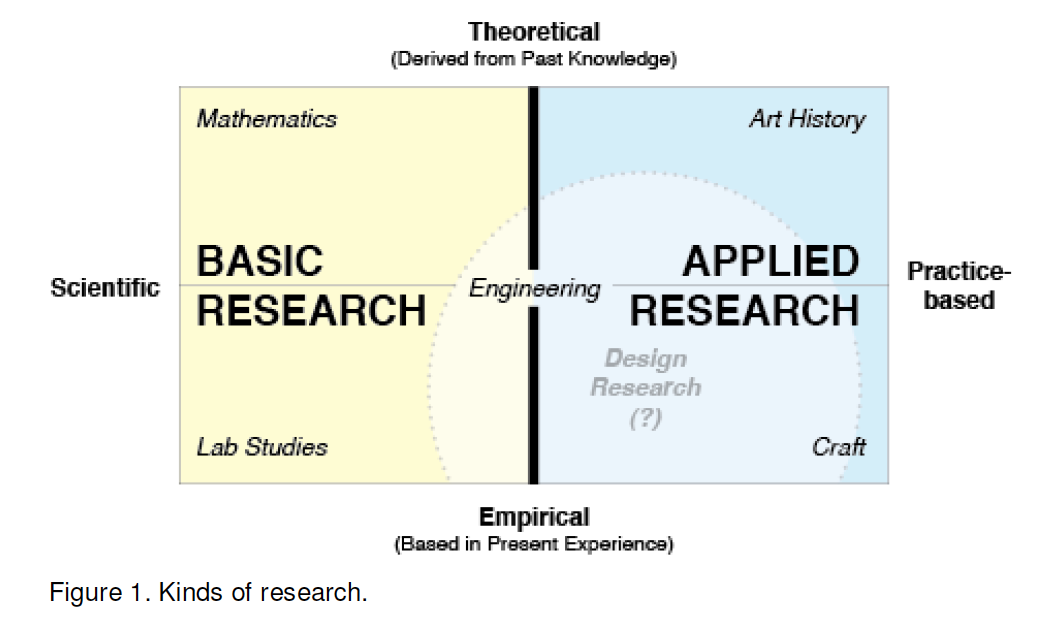 Theoretical
(Derived from Past Knowledge)
Mathematics
Art History
BASIC
RESEARCH
APPLIED
RESEARCH
Scientific
Engineering
Practice-
based
Design
Research
(?)
Lab Studies
Craft
Empirical
(Based in Present Experience)
Figure 1. Kinds of research.